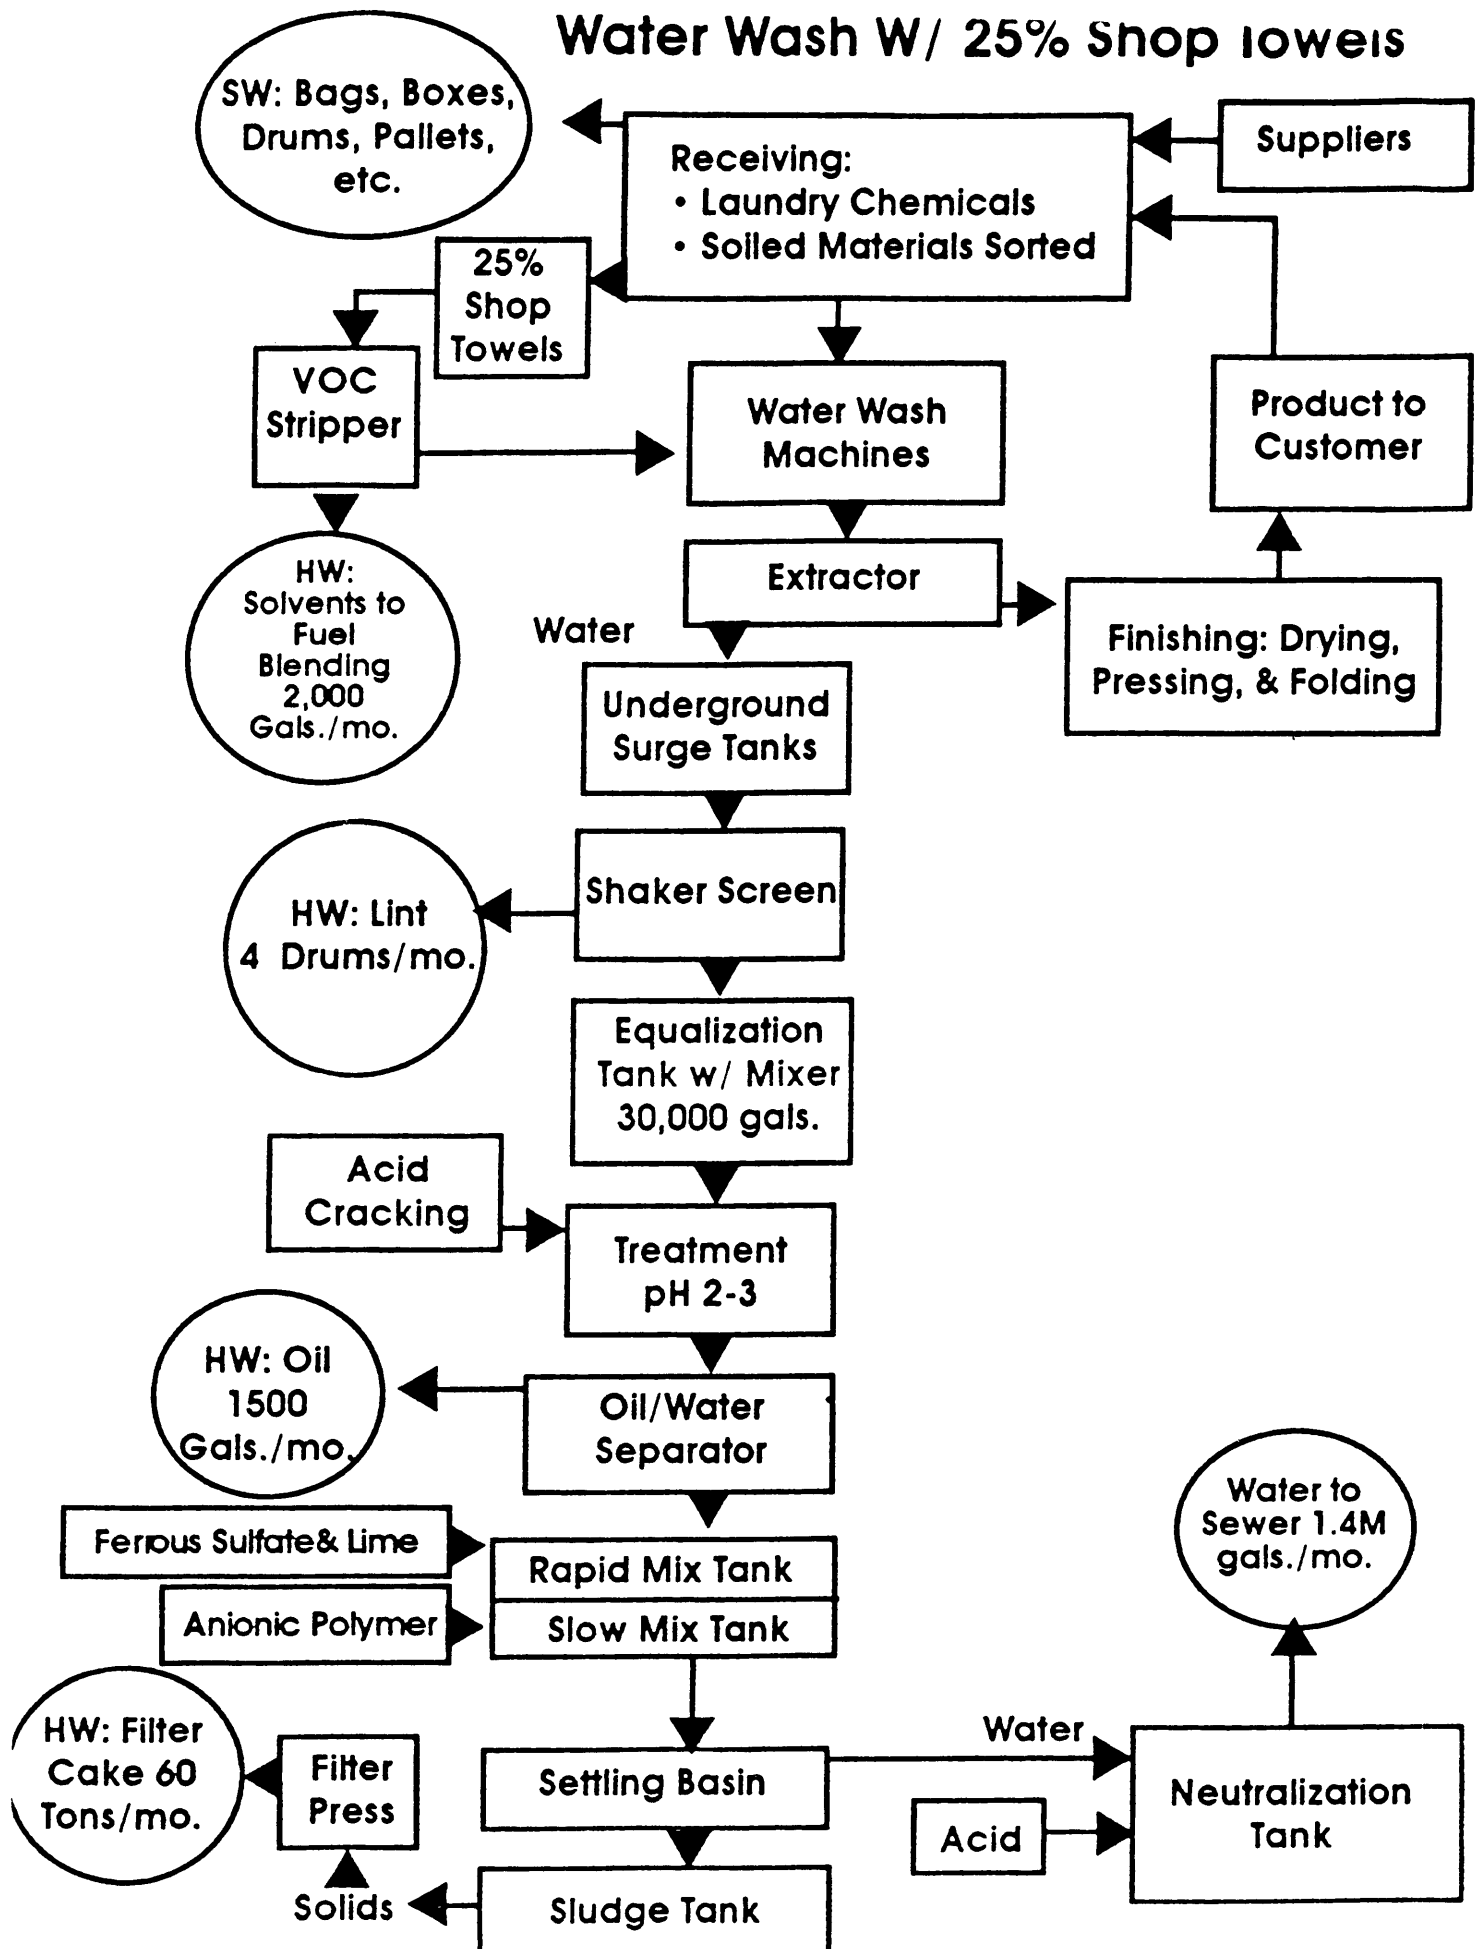 Water Wash W/ 25% Shop Towels
SW: Bags, Boxes,
Drums, Pallets,
etc.
Receiving:
• Laundry Chemicals
• Soiled Materials Sorted
Suppliers
25%
Shop
Towels
VOC
Stripper
Water Wash
Machines
Product to
Customer
HW:
Solvents to
Fuel
Blending
2,000
Gals./mo.
Extractor
Water
Finishing: Drying,
Pressing, & Folding
Underground
Surge Tanks
Shaker Screen
HW: Lint
4 Drums/mo.
Equalization
Tank w/ Mixer
30,000 gals.
Acid
Cracking
Treatment
pH 2-3
HW: Oil
1500
Gals./mo.
Oil/Water
Separator
Water to
Sewer 1.4M
gals./mo.
Ferrous Sulfate& Lime
Rapid Mix Tank
Anionic Polymer
Slow Mix Tank
HW: Filter
Cake 60
Tons/mo.
Filter
Press
Settling Basin
Water
Neutralization
Tank
Acid
Solids
Sludge Tank